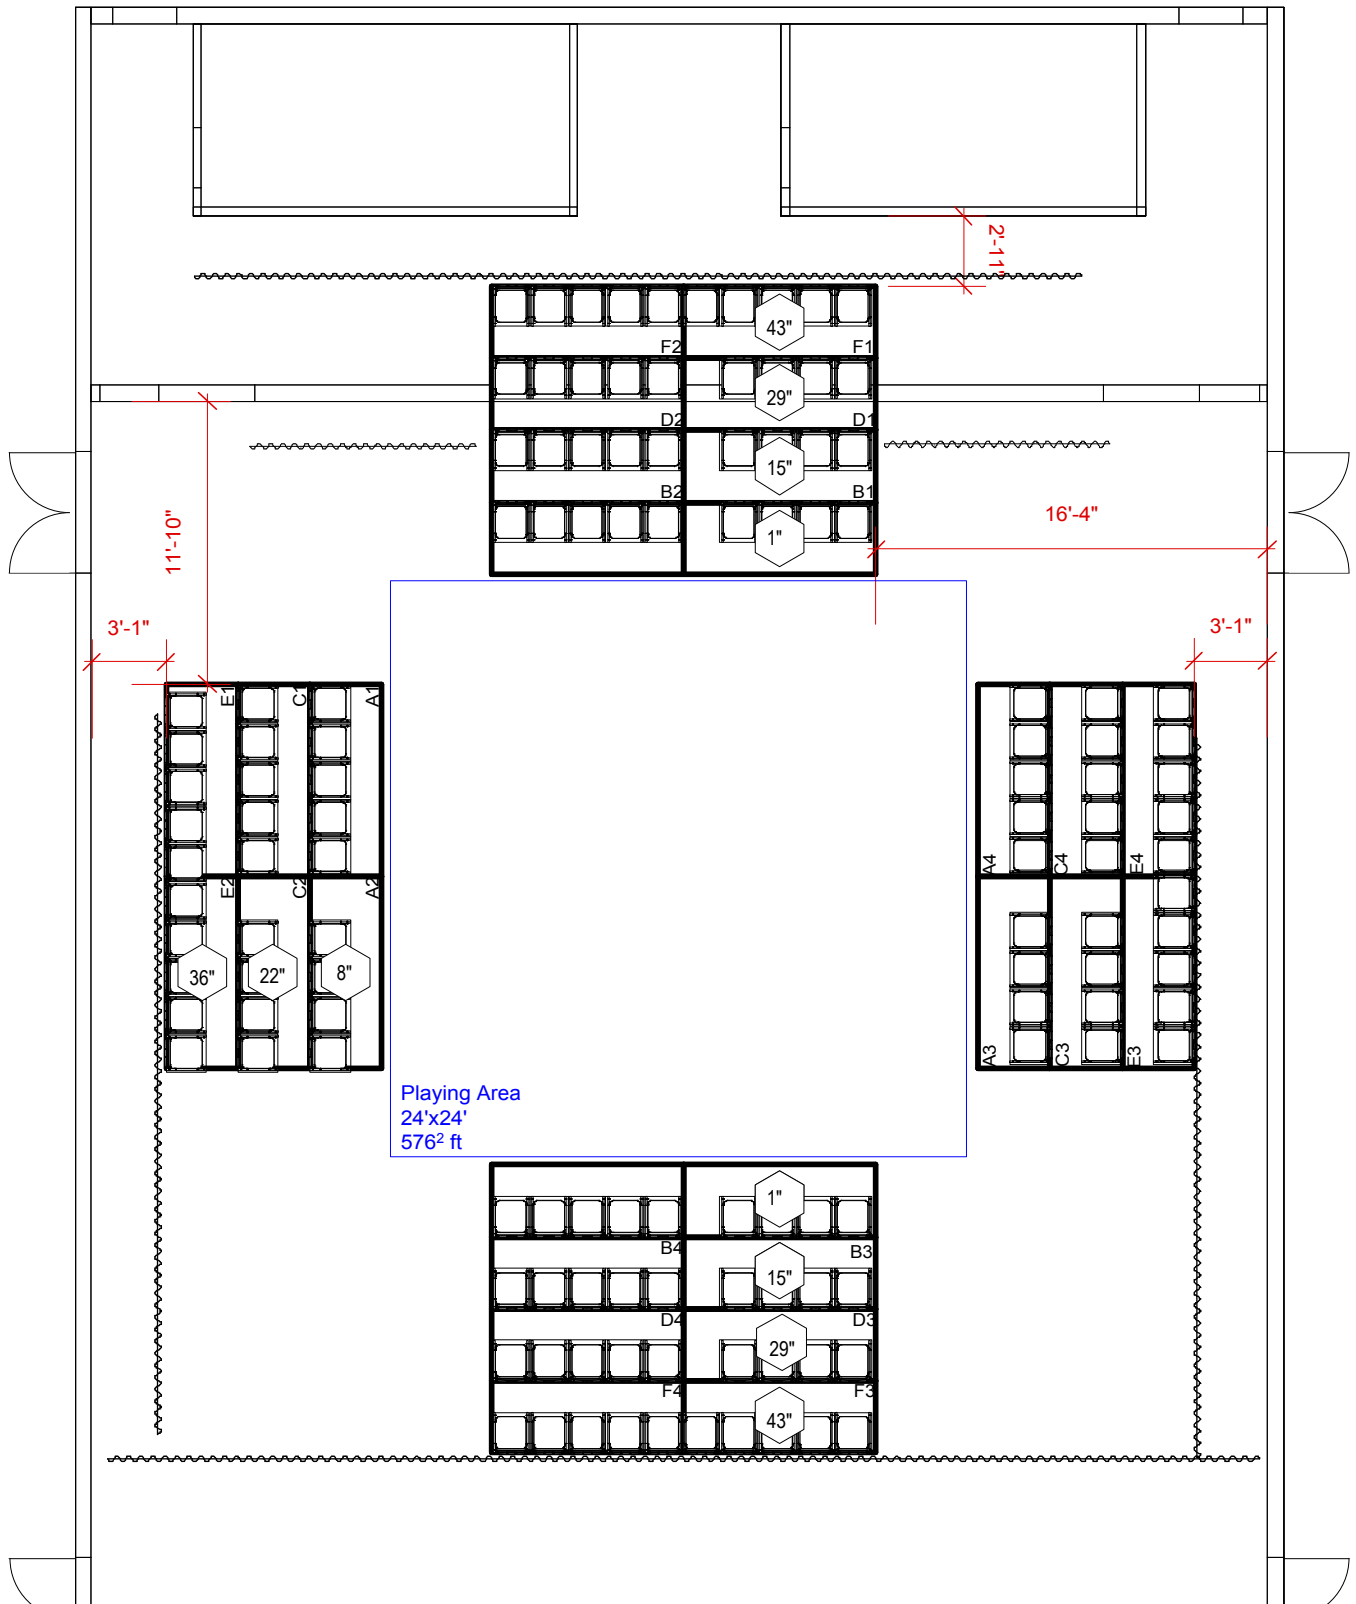 2'-11"
43"
F2
F1
29"
D2
D1
15"
B2
B1
1"
16'-4"
11'-10"
3'-1"
3'-1"
E1
C1
A1
A4
C4
E4
E2
C2
A2
36"
22"
8"
A3
C3
E3
Playing Area
24'x24'
576² ft
1"
B4
B3
15"
D4
D3
29"
F4
F3
43"